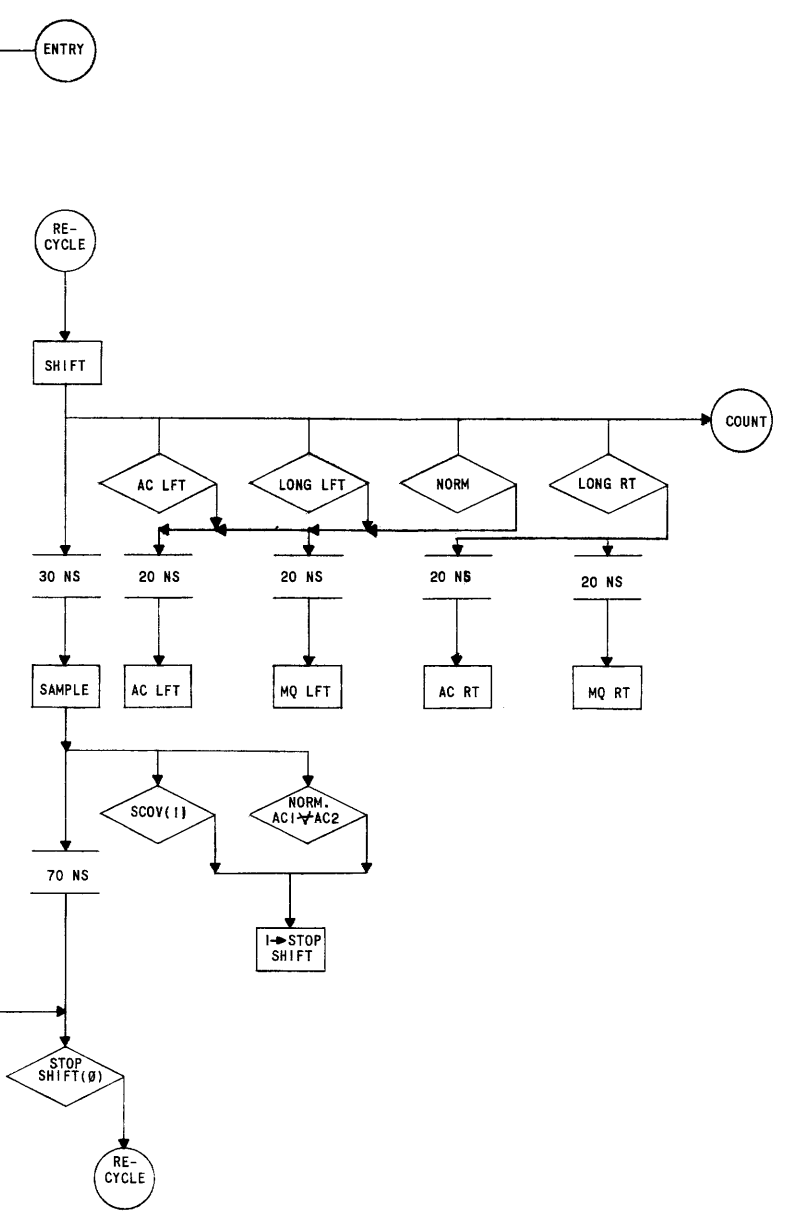 ENTRY
RE-
CYCLE
SHIFT
COUNT
AC LFT
LONG LFT
NORM
LONG RT
30 NS
20 NS
20 NS
20 NS
20 NS
SAMPLE
AC LFT
MQ LFT
AC RT
MQ RT
SCOV(1)
NORM.
AC1⊻AC2
70 NS
1→STOP
SHIFT
STOP
SHIFT(Ø)
RE-
CYCLE